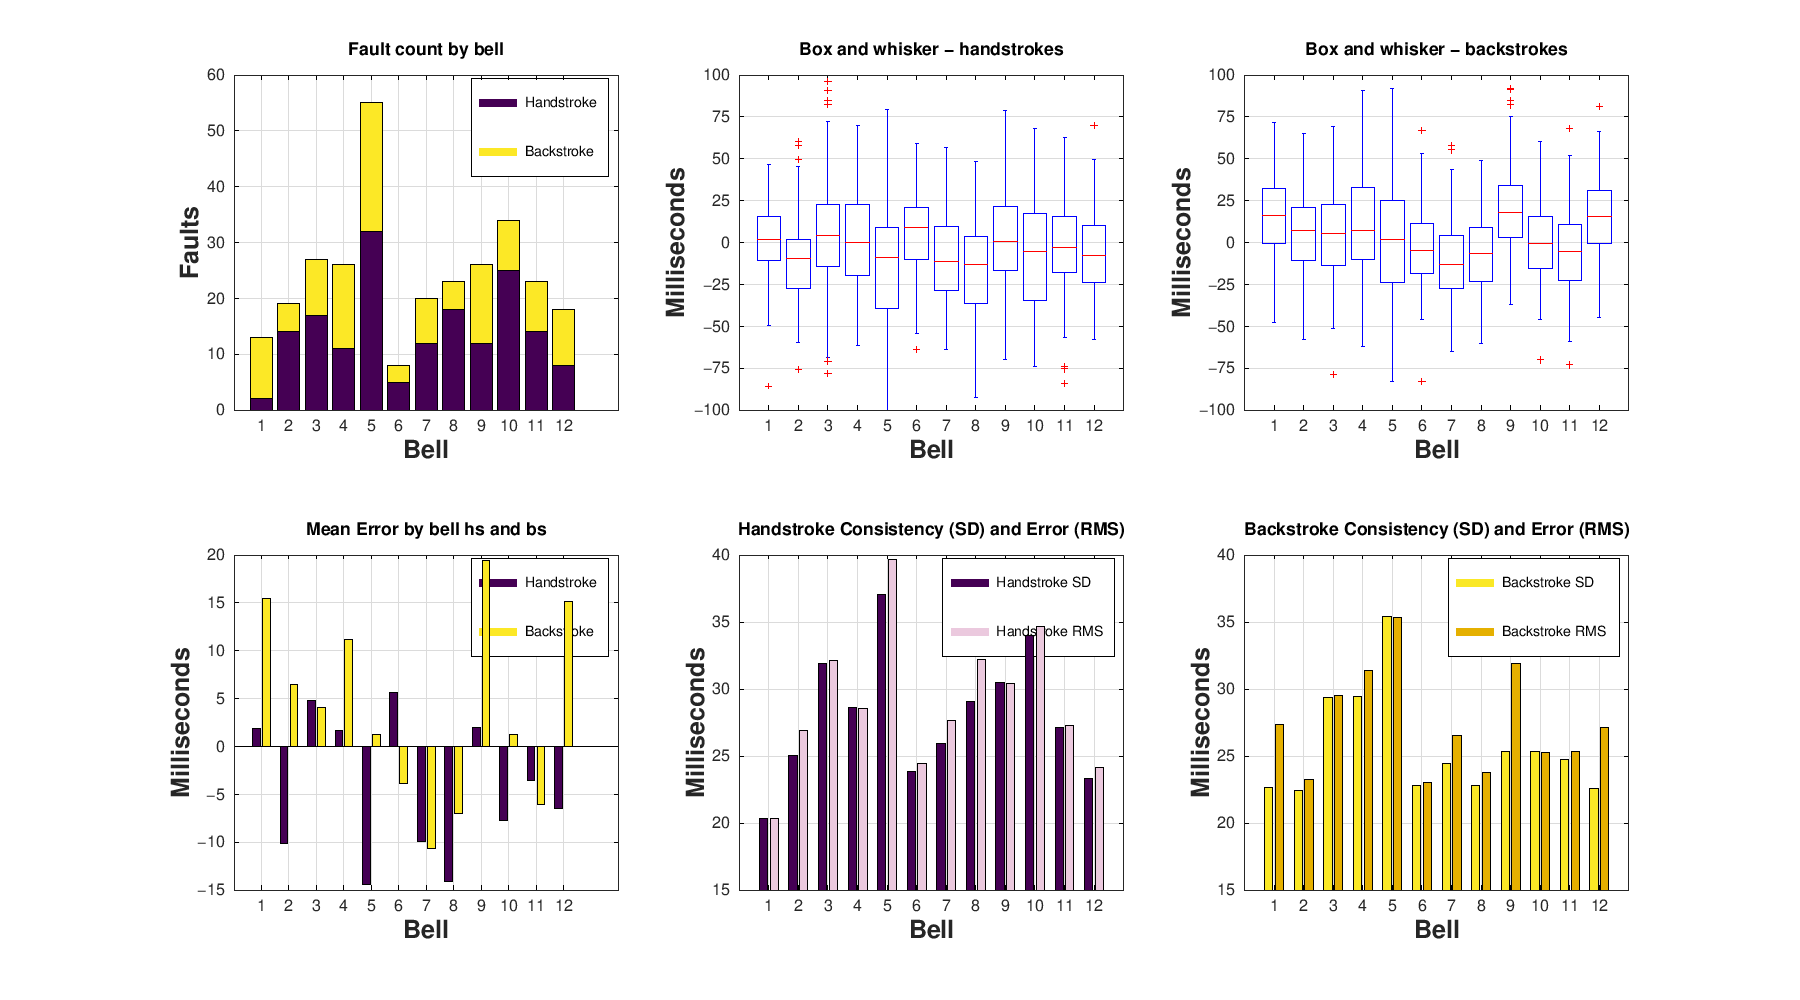 Fault count by bell
60
50
40
30
20
10
0
Faults
Handstroke
Backstroke
1 2 3 4 5 6 7 8 9 10 11 12
Bell
Box and whisker – handstrokes
100
75
50
25
0
−25
−50
−75
−100
Milliseconds
1 2 3 4 5 6 7 8 9 10 11 12
Bell
Box and whisker – backstrokes
100
75
50
25
0
−25
−50
−75
−100
Milliseconds
1 2 3 4 5 6 7 8 9 10 11 12
Bell
Mean Error by bell hs and bs
20
15
10
5
0
−5
−10
−15
Milliseconds
Handstroke
Backstroke
1 2 3 4 5 6 7 8 9 10 11 12
Bell
Handstroke Consistency (SD) and Error (RMS)
40
35
30
25
20
15
Milliseconds
Handstroke SD
Handstroke RMS
1 2 3 4 5 6 7 8 9 10 11 12
Bell
Backstroke Consistency (SD) and Error (RMS)
40
35
30
25
20
15
Milliseconds
Backstroke SD
Backstroke RMS
1 2 3 4 5 6 7 8 9 10 11 12
Bell